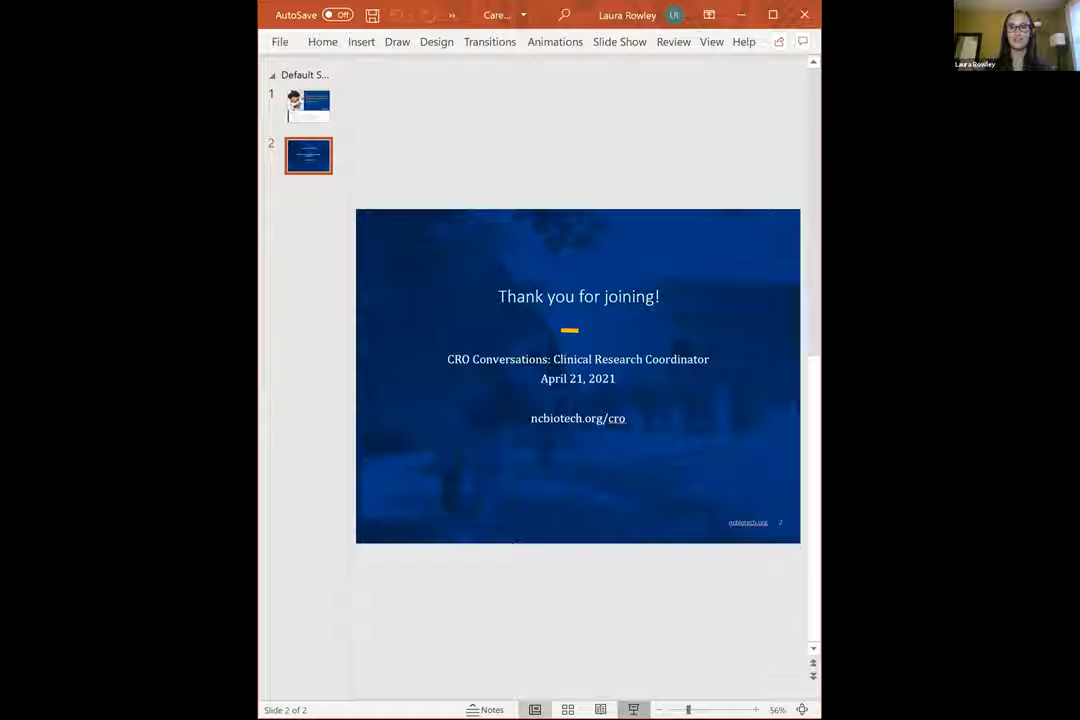 AutoSave Off Care... Laura Rowley LR
File Home Insert Draw Design Transitions Animations Slide Show Review View Help
Laura Rowley
Default S...
1
2
Thank you for joining!
CRO Conversations: Clinical Research Coordinator
April 21, 2021
ncbiotech.org/cro
ncbiotech.org 2
Slide 2 of 2 Notes 56%